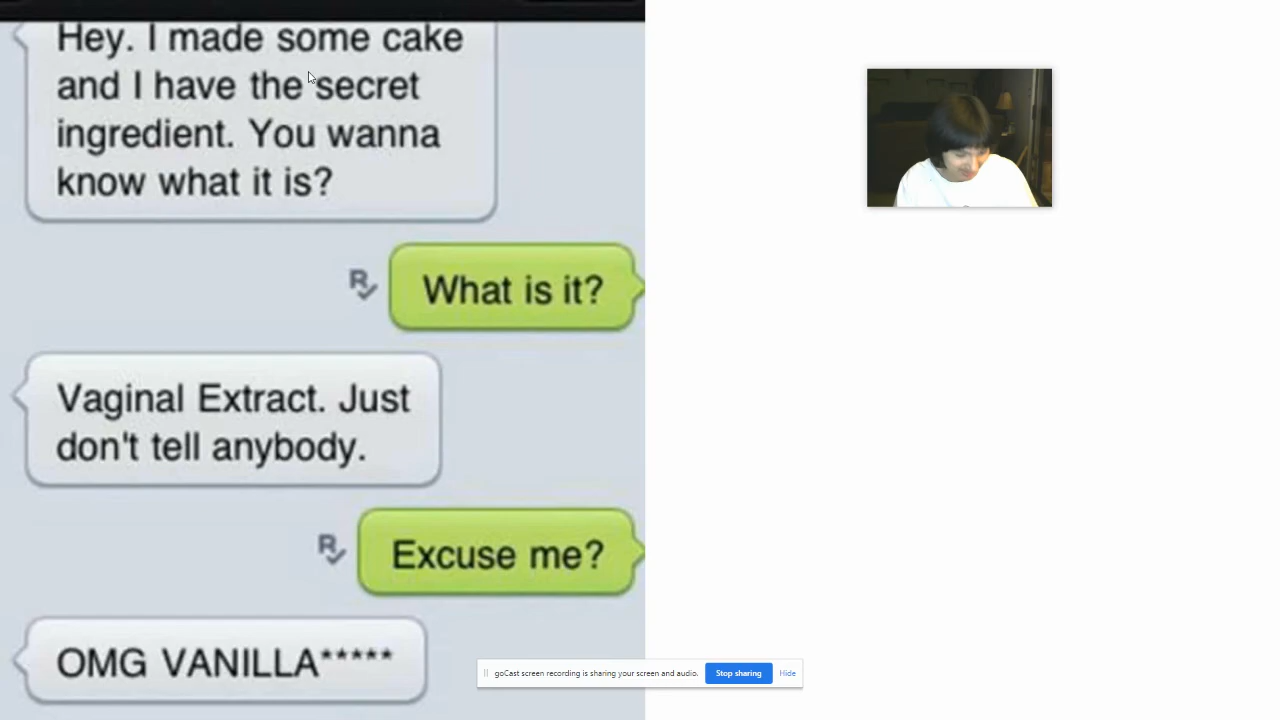 Hey. I made some cake
and I have the secret
ingredient. You wanna
know what it is?
R
What is it?
Vaginal Extract. Just
don't tell anybody.
R
Excuse me?
OMG VANILLA*****
goCast screen recording is sharing your screen and audio.
Stop sharing
Hide